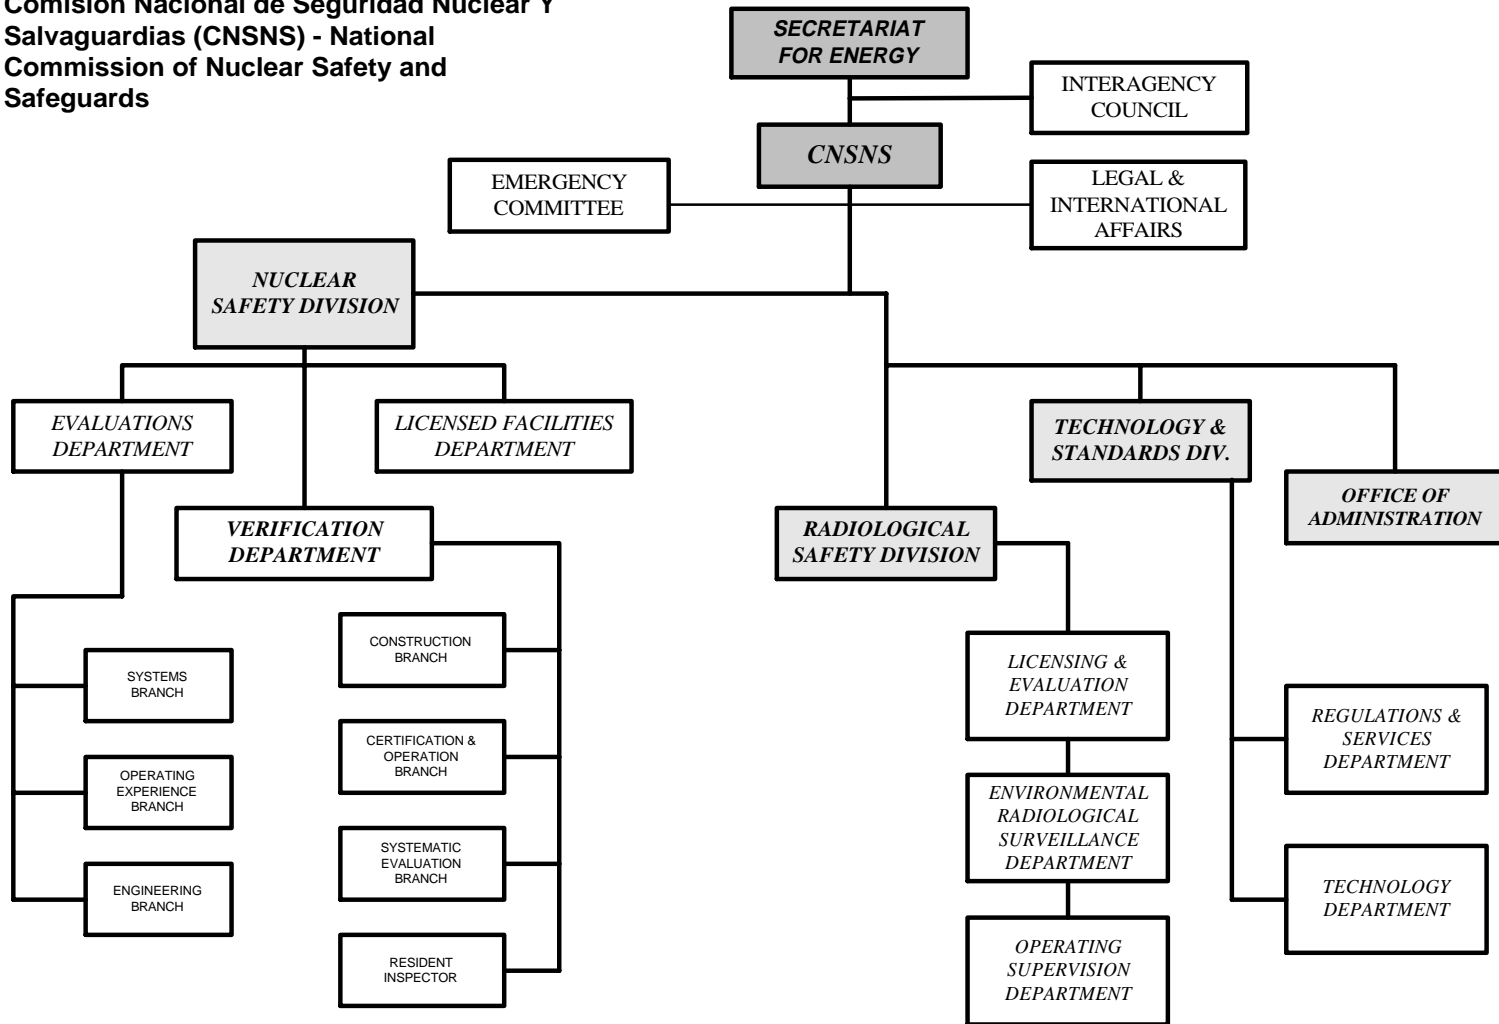 Comisión Nacional de Seguridad Nuclear Y
Salvaguardias (CNSNS) - National
Commission of Nuclear Safety and
Safeguards
SECRETARIAT
FOR ENERGY
INTERAGENCY
COUNCIL
CNSNS
EMERGENCY
COMMITTEE
LEGAL &
INTERNATIONAL
AFFAIRS
NUCLEAR
SAFETY DIVISION
EVALUATIONS
DEPARTMENT
LICENSED FACILITIES
DEPARTMENT
TECHNOLOGY &
STANDARDS DIV.
OFFICE OF
ADMINISTRATION
VERIFICATION
DEPARTMENT
RADIOLOGICAL
SAFETY DIVISION
SYSTEMS
BRANCH
OPERATING
EXPERIENCE
BRANCH
ENGINEERING
BRANCH
CONSTRUCTION
BRANCH
CERTIFICATION &
OPERATION
BRANCH
SYSTEMATIC
EVALUATION
BRANCH
RESIDENT
INSPECTOR
LICENSING &
EVALUATION
DEPARTMENT
ENVIRONMENTAL
RADIOLOGICAL
SURVEILLANCE
DEPARTMENT
OPERATING
SUPERVISION
DEPARTMENT
REGULATIONS &
SERVICES
DEPARTMENT
TECHNOLOGY
DEPARTMENT